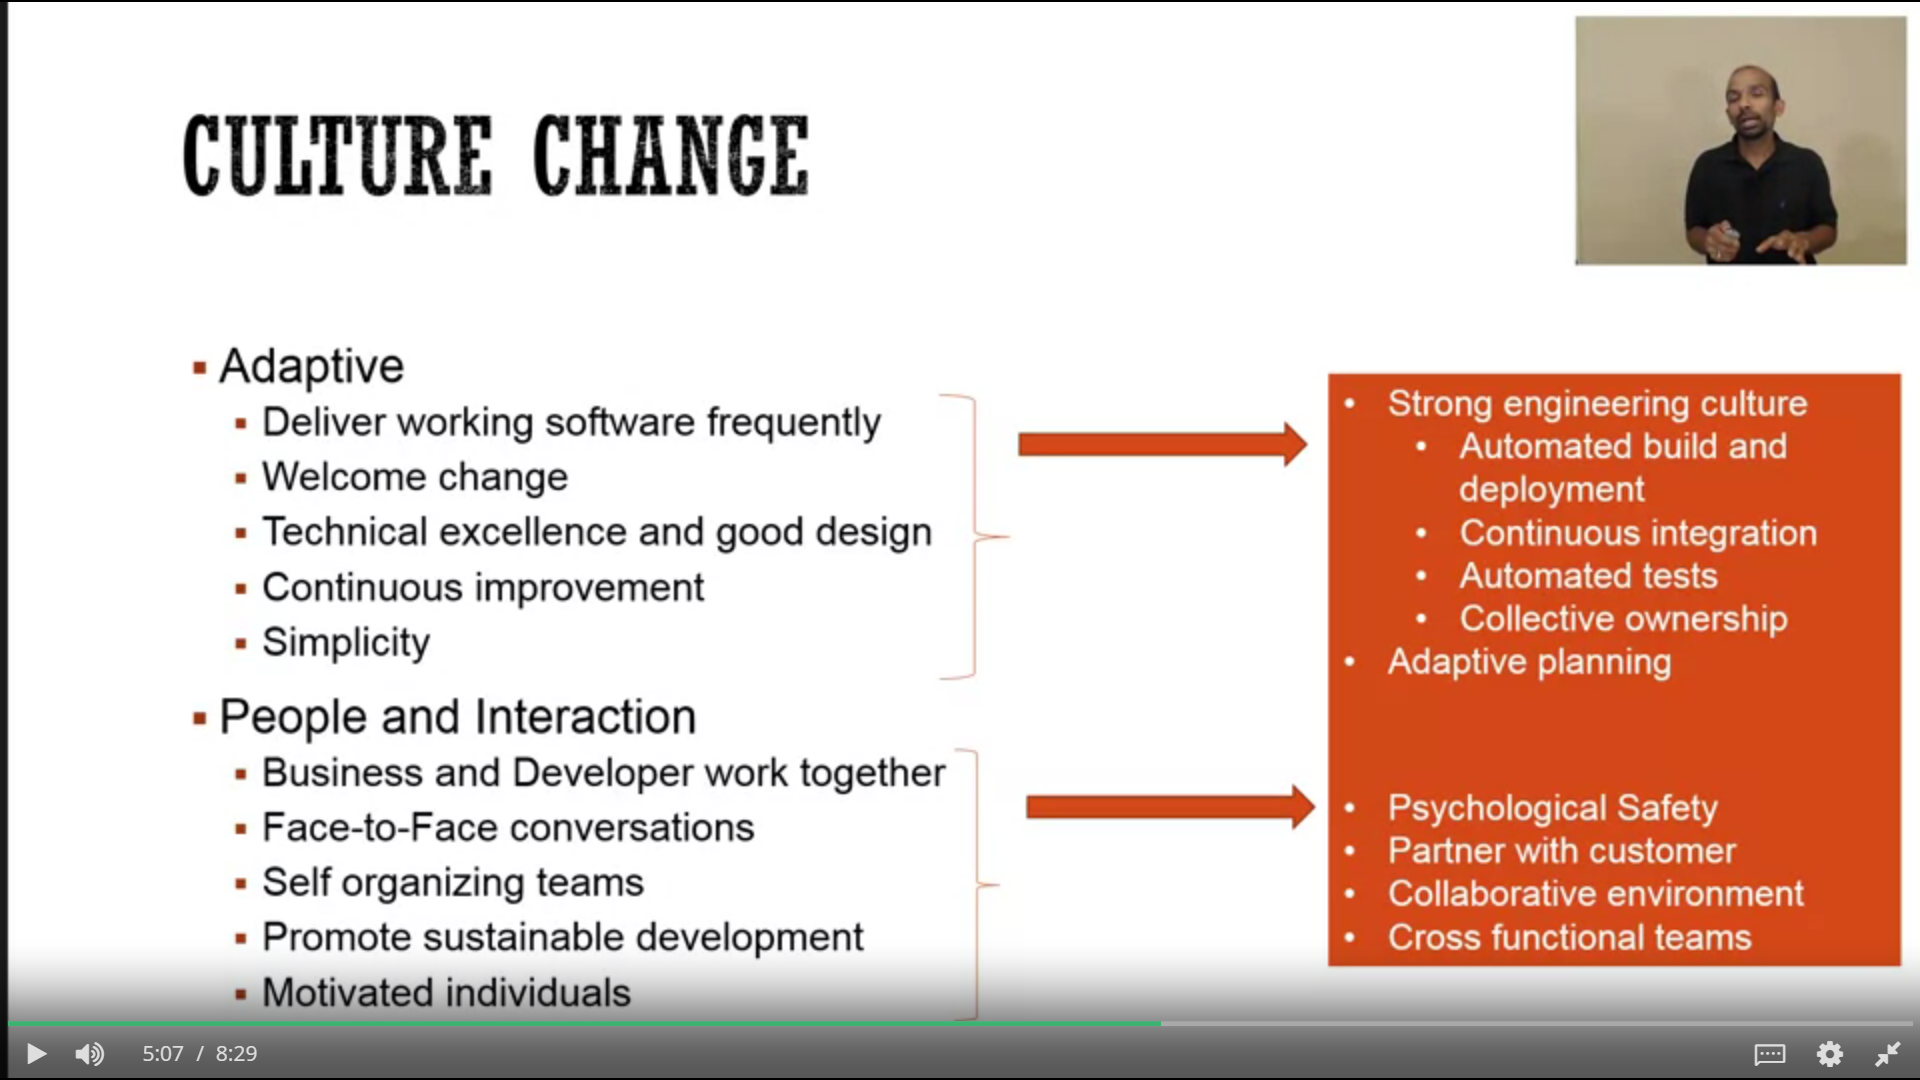 CULTURE CHANGE
Adaptive
Deliver working software frequently
Welcome change
Technical excellence and good design
Continuous improvement
Simplicity
People and Interaction
Business and Developer work together
Face-to-Face conversations
Self organizing teams
Promote sustainable development
Motivated individuals
Strong engineering culture
Automated build and
deployment
Continuous integration
Automated tests
Collective ownership
Adaptive planning
Psychological Safety
Partner with customer
Collaborative environment
Cross functional teams
5:07 / 8:29